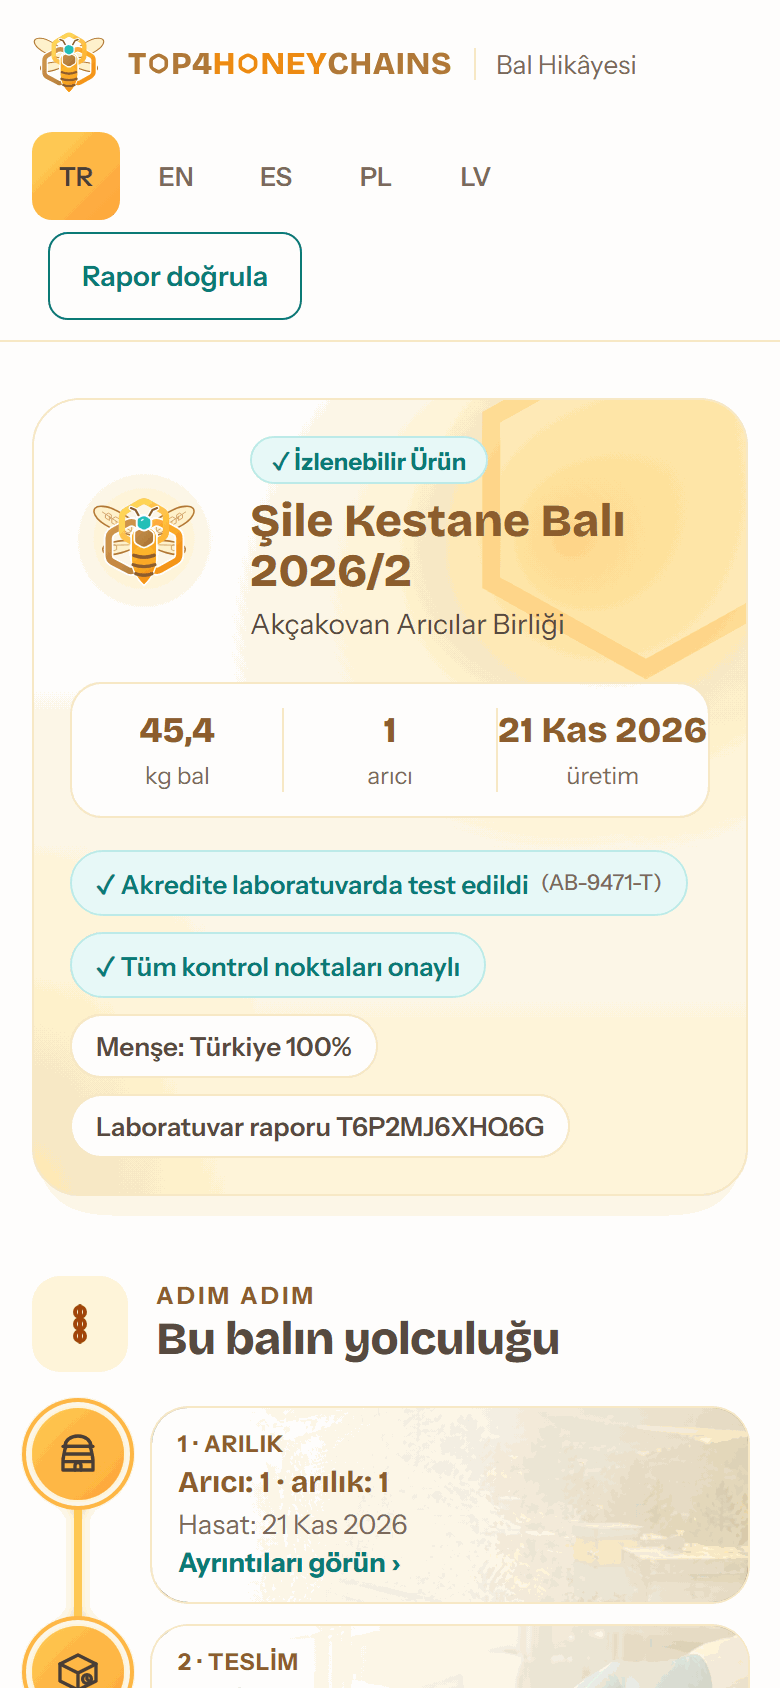 TOP4HONEYCHAINS
Bal Hikâyesi
TR EN ES PL LV
Rapor doğrula
✓ İzlenebilir Ürün
Şile Kestane Balı
2026/2
Akçakovan Arıcılar Birliği
45,4 1 21 Kas 2026
kg bal arıcı üretim
✓ Akredite laboratuvarda test edildi (AB-9471-T)
✓ Tüm kontrol noktaları onaylı
Menşe: Türkiye 100%
Laboratuvar raporu T6P2MJ6XHQ6G
ADIM ADIM
Bu balın yolculuğu
1 · ARILIK
Arıcı: 1 · arılık: 1
Hasat: 21 Kas 2026
Ayrıntıları görün ›
2 · TESLİM